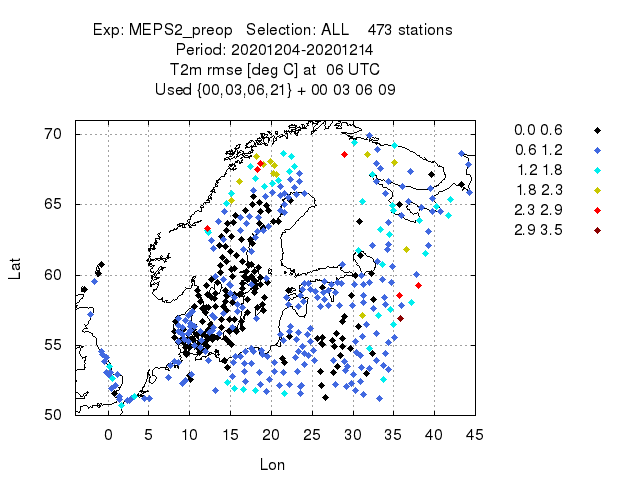 Exp: MEPS2_preop Selection: ALL 473 stations
Period: 20201204-20201214
T2m rmse [deg C] at 06 UTC
Used {00,03,06,21} + 00 03 06 09
70
65
60
55
50
Lat
0 5 10 15 20 25 30 35 40 45
Lon
0.0 0.6
0.6 1.2
1.2 1.8
1.8 2.3
2.3 2.9
2.9 3.5